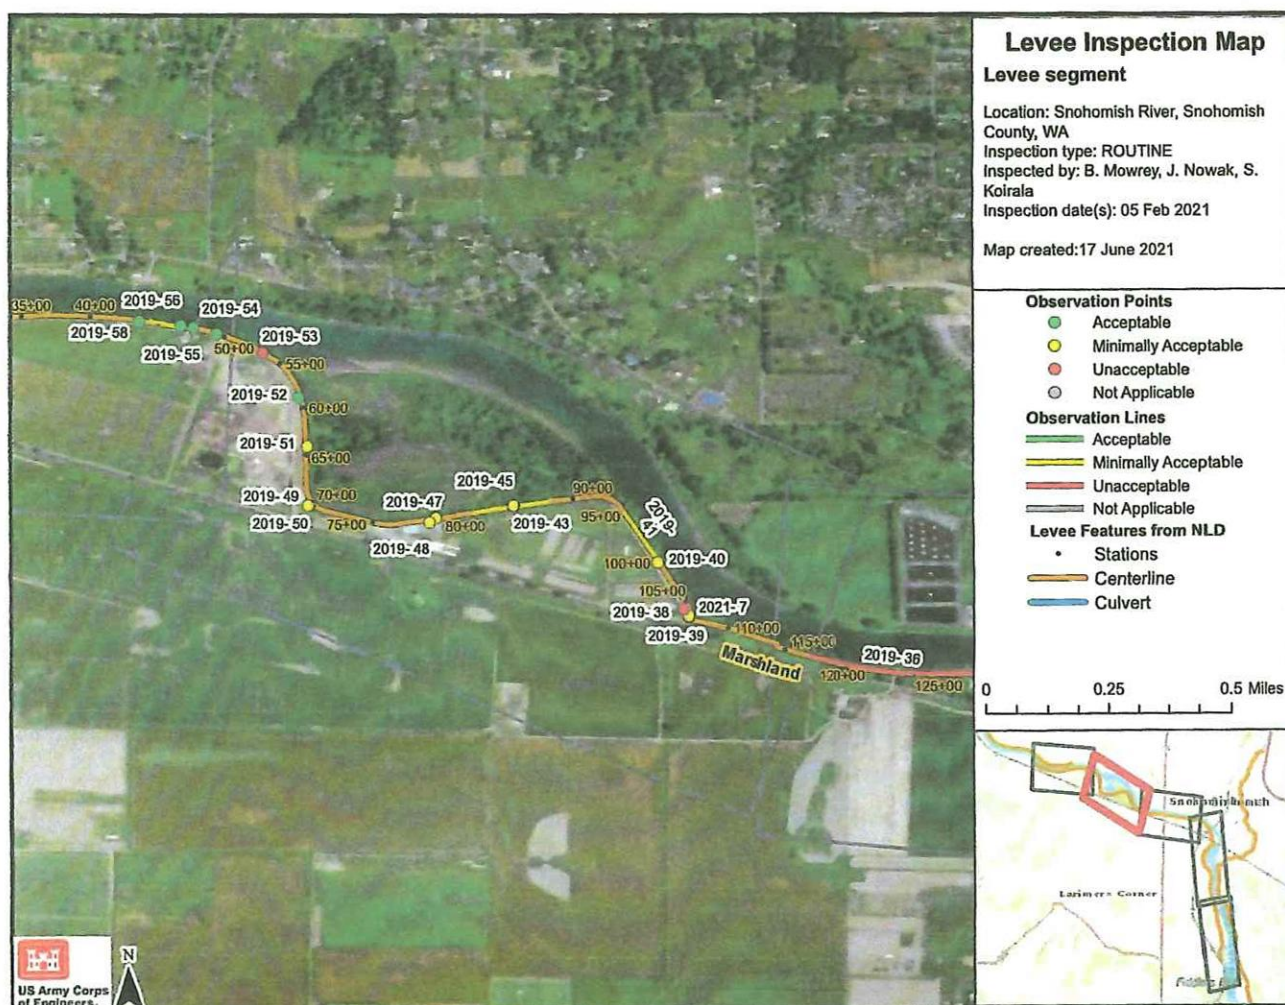 Levee Inspection Map
Levee segment
Location: Snohomish River, Snohomish
County, WA
Inspection type: ROUTINE
Inspected by: B. Mowrey, J. Nowak, S.
Koirala
Inspection date(s): 05 Feb 2021
Map created:17 June 2021
Observation Points
Acceptable
Minimally Acceptable
Unacceptable
Not Applicable
Observation Lines
Acceptable
Minimally Acceptable
Unacceptable
Not Applicable
Levee Features from NLD
Stations
Centerline
Culvert
0 0.25 0.5 Miles
35+00
40+00
2019- 58
2019- 56
2019- 55
2019- 54
50+00
2019- 53
55+00
2019- 52
60+00
2019- 51
65+00
2019- 49
70+00
2019- 50
75+00
2019- 47
2019- 48
80+00
2019- 45
2019- 43
90+00
95+00
2019-
41
100+00
2019- 40
105+00
2019- 38
2021- 7
2019- 39
110+00
Marshland
115+00
120+00
2019- 36
125+00
Larimers Corner
N
US Army Corps
of Engineers.